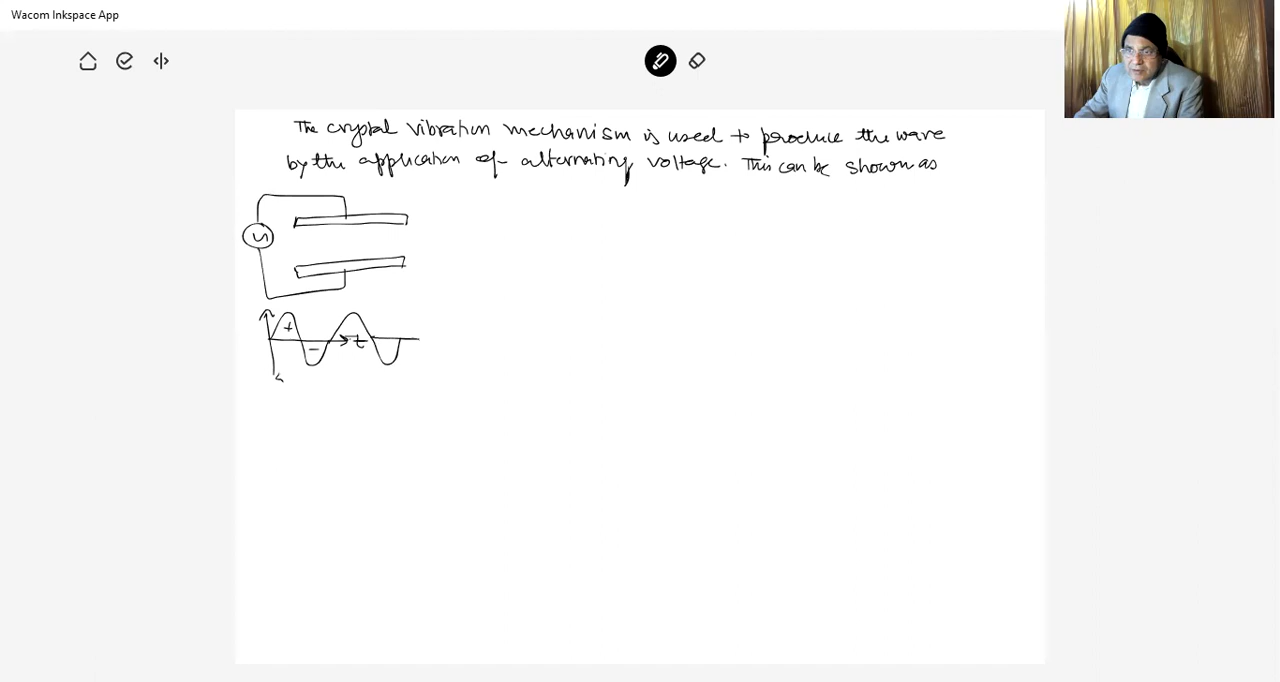 Wacom Inkspace App
The crystal vibration mechanism is used to produce the wave
by the application of alternating voltage. This can be shown as
+
-
t